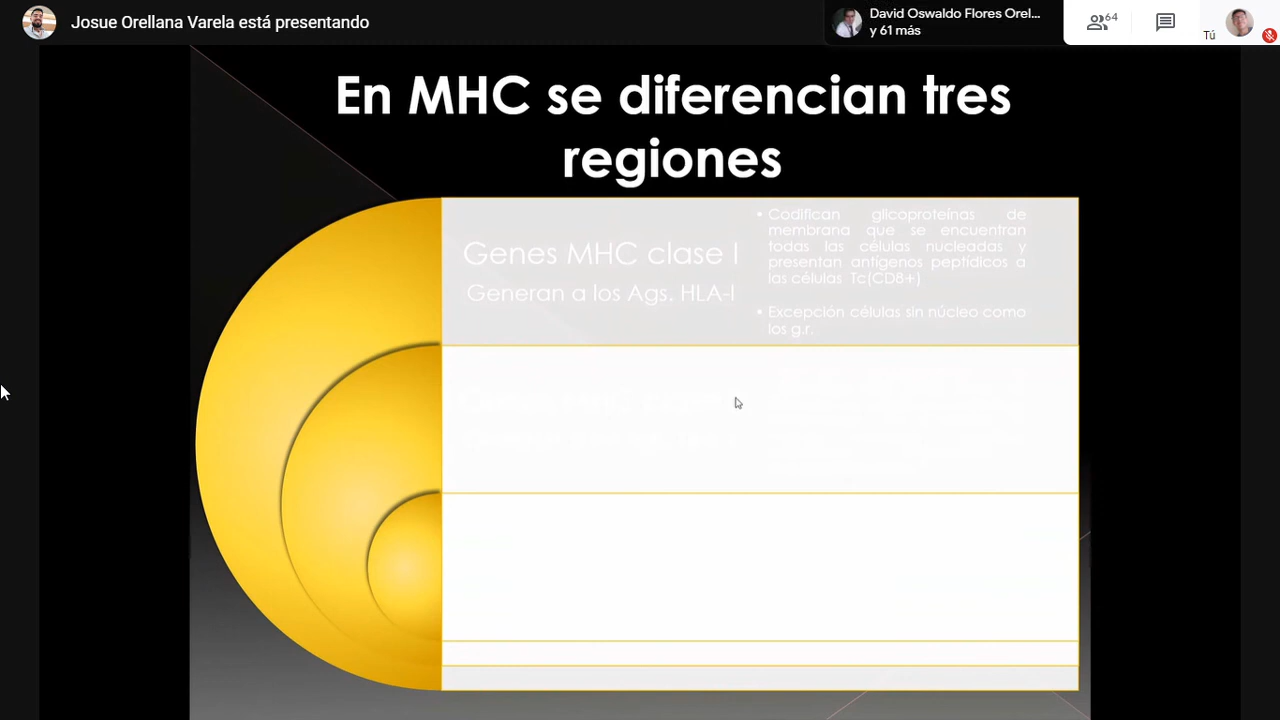 Josue Orellana Varela está presentando
David Oswaldo Flores Orel...
y 61 más
64
Tú
En MHC se diferencian tres
regiones
Genes MHC clase I
Generan a los Ags. HLA-I
• Codifican glicoproteínas de
membrana que se encuentran
todas las células nucleadas y
presentan antígenos peptídicos a
las células Tc(CD8+)
• Excepción células sin núcleo como
los g.r.